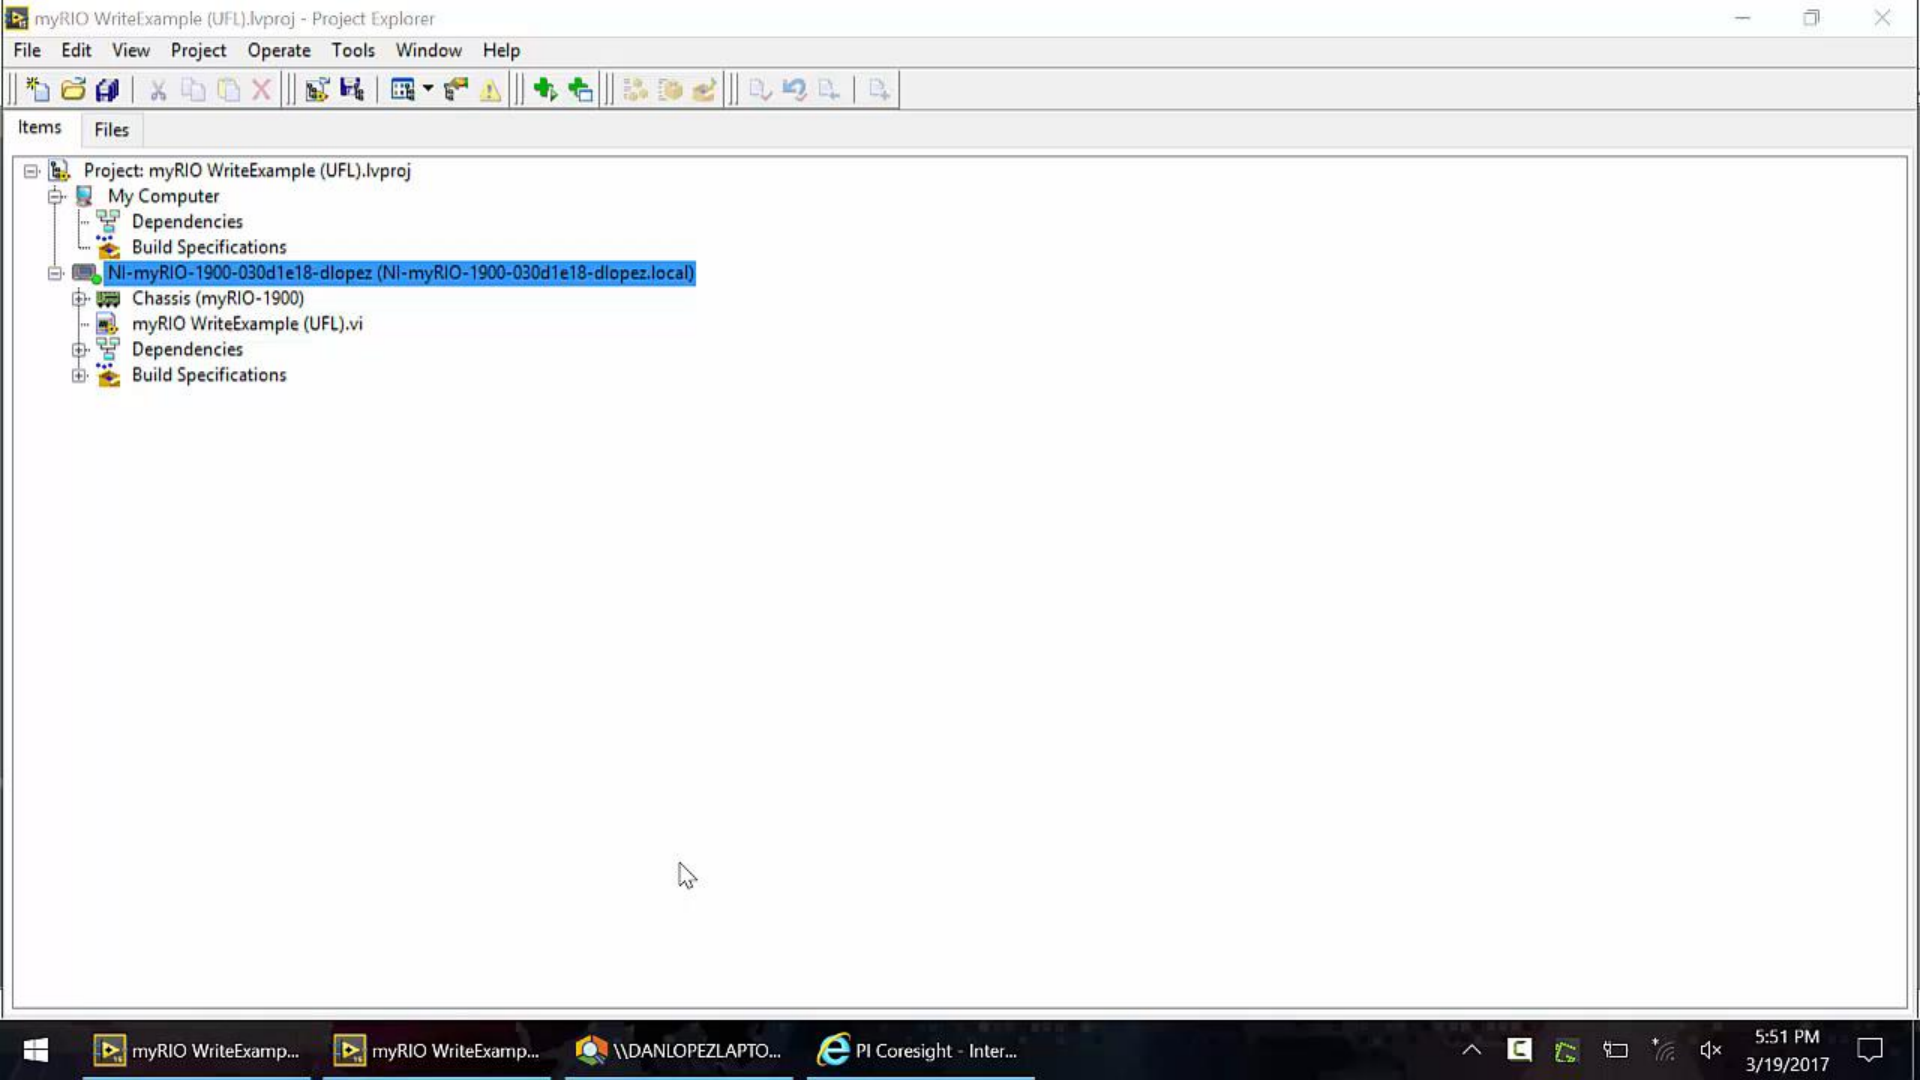 myRIO WriteExample (UFL).lvproj - Project Explorer
File Edit View Project Operate Tools Window Help
Items Files
Project: myRIO WriteExample (UFL).lvproj
My Computer
Dependencies
Build Specifications
NI-myRIO-1900-030d1e18-dlopez (NI-myRIO-1900-030d1e18-dlopez.local)
Chassis (myRIO-1900)
myRIO WriteExample (UFL).vi
Dependencies
Build Specifications
myRIO WriteExamp... myRIO WriteExamp... \\DANLOPEZLAPTO... PI Coresight - Inter...
5:51 PM
3/19/2017